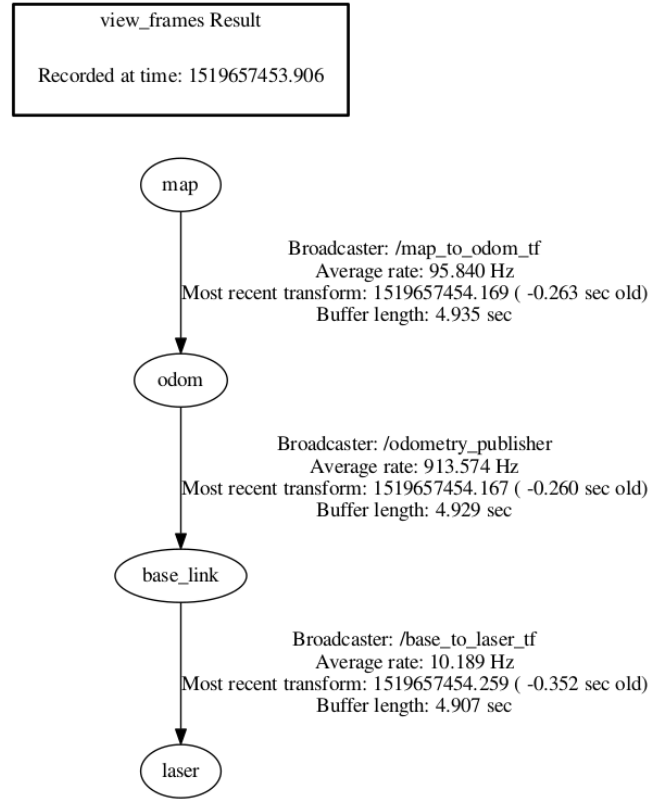 view_frames Result
Recorded at time: 1519657453.906
map
Broadcaster: /map_to_odom_tf
Average rate: 95.840 Hz
Most recent transform: 1519657454.169 ( -0.263 sec old)
Buffer length: 4.935 sec
odom
Broadcaster: /odometry_publisher
Average rate: 913.574 Hz
Most recent transform: 1519657454.167 ( -0.260 sec old)
Buffer length: 4.929 sec
base_link
Broadcaster: /base_to_laser_tf
Average rate: 10.189 Hz
Most recent transform: 1519657454.259 ( -0.352 sec old)
Buffer length: 4.907 sec
laser